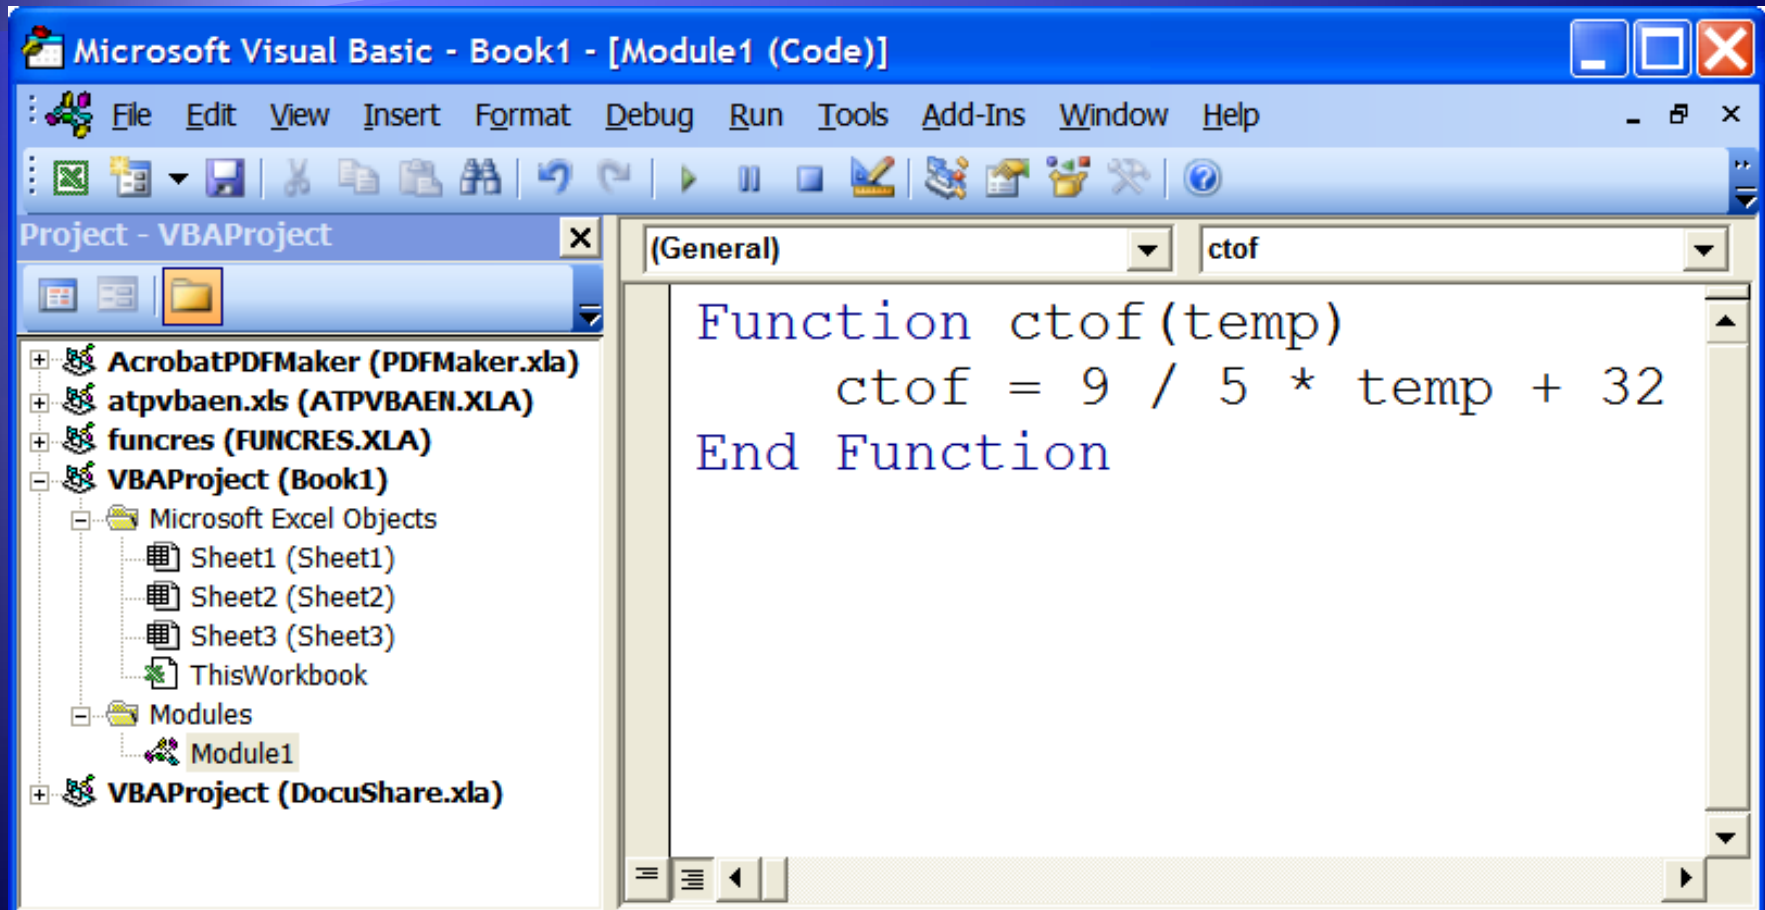 Microsoft Visual Basic - Book1 - [Module1 (Code)]
File Edit View Insert Format Debug Run Tools Add-Ins Window Help
Project - VBAProject
AcrobatPDFMaker (PDFMaker.xla)
atpvbaen.xls (ATPVBAEN.XLA)
funcres (FUNCRES.XLA)
VBAProject (Book1)
Microsoft Excel Objects
Sheet1 (Sheet1)
Sheet2 (Sheet2)
Sheet3 (Sheet3)
ThisWorkbook
Modules
Module1
VBAProject (DocuShare.xla)
(General) ctof
Function ctof(temp)
ctof = 9 / 5 * temp + 32
End Function